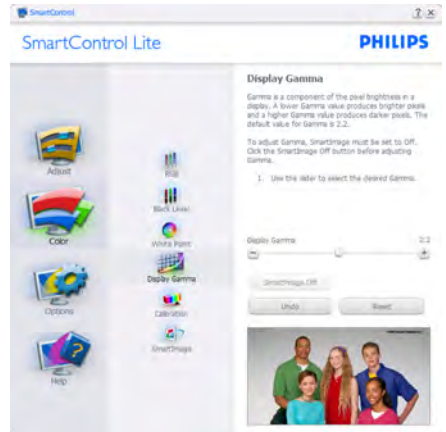 SmartControl
SmartControl Lite
PHILIPS
Adjust
Color
Options
Help
RGB
Black Level
White Point
Display Gamma
Calibration
SmartImage
Display Gamma
Gamma is a component of the pixel brightness in a
display. A lower Gamma value produces brighter pixels
and a higher Gamma value produces darker pixels. The
default value for Gamma is 2.2.
To adjust Gamma, SmartImage must be set to Off.
Click the SmartImage Off button before adjusting
Gamma.
1. Use the slider to select the desired Gamma.
Display Gamma 2.2
SmartImage Off
Undo Reset